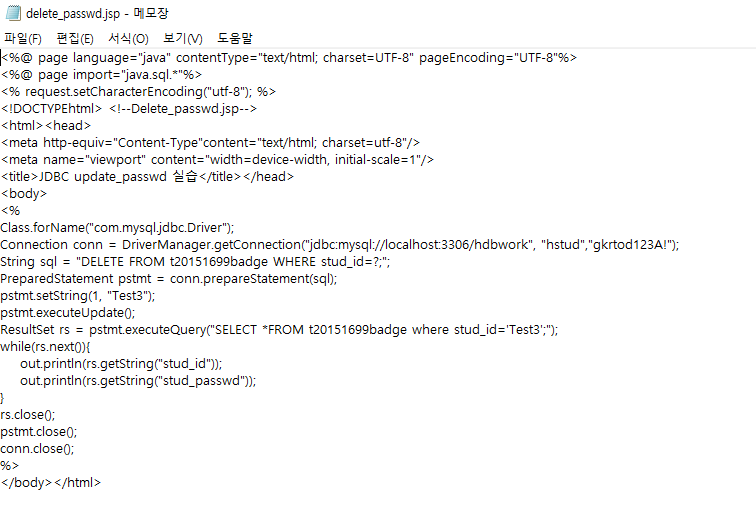 delete_passwd.jsp - 메모장
파일(F) 편집(E) 서식(O) 보기(V) 도움말
<%@ page language="java" contentType="text/html; charset=UTF-8" pageEncoding="UTF-8"%>
<%@ page import="java.sql.*"%>
<% request.setCharacterEncoding("utf-8"); %>
<!DOCTYPEhtml> <!--Delete_passwd.jsp-->
<html><head>
<meta http-equiv="Content-Type"content="text/html; charset=utf-8"/>
<meta name="viewport" content="width=device-width, initial-scale=1"/>
<title>JDBC update_passwd 실습</title></head>
<body>
<%
Class.forName("com.mysql.jdbc.Driver");
Connection conn = DriverManager.getConnection("jdbc:mysql://localhost:3306/hdbwork", "hstud","gkrtod123A!");
String sql = "DELETE FROM t20151699badge WHERE stud_id=?;";
PreparedStatement pstmt = conn.prepareStatement(sql);
pstmt.setString(1, "Test3");
pstmt.executeUpdate();
ResultSet rs = pstmt.executeQuery("SELECT *FROM t20151699badge where stud_id='Test3';");
while(rs.next()){
out.println(rs.getString("stud_id"));
out.println(rs.getString("stud_passwd"));
}
rs.close();
pstmt.close();
conn.close();
%>
</body></html>